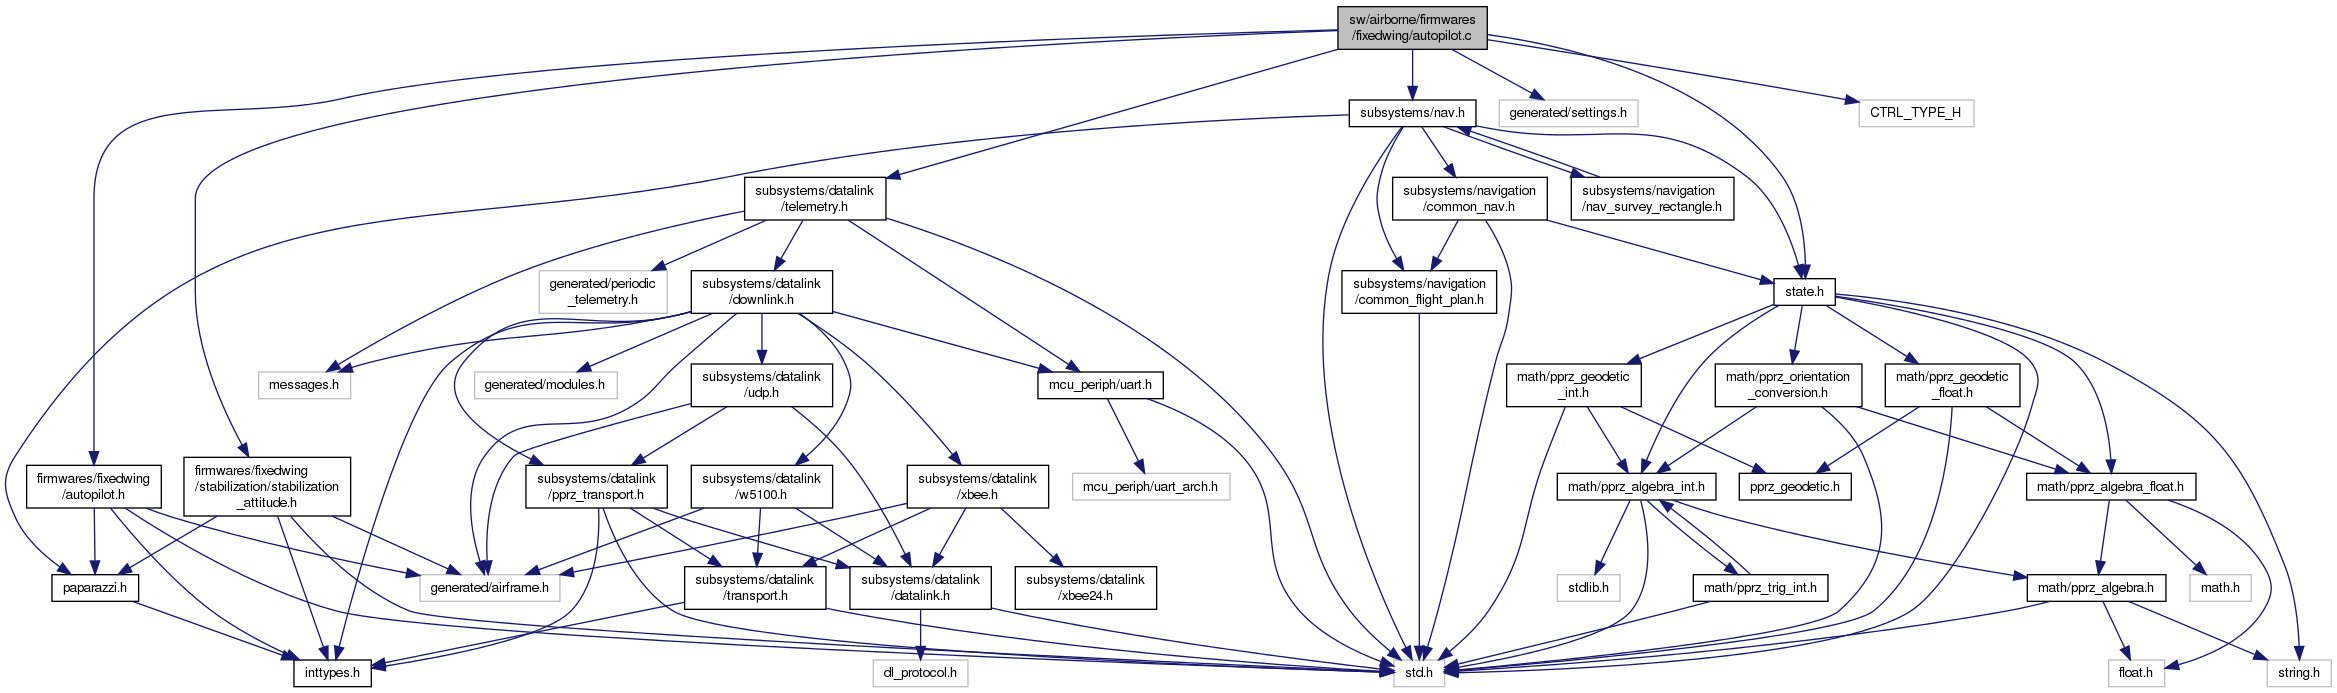 sw/airborne/firmwares
/fixedwing/autopilot.c
subsystems/nav.h
generated/settings.h
CTRL_TYPE_H
subsystems/datalink
/telemetry.h
subsystems/navigation
/common_nav.h
subsystems/navigation
/nav_survey_rectangle.h
generated/periodic
_telemetry.h
subsystems/datalink
/downlink.h
subsystems/navigation
/common_flight_plan.h
state.h
messages.h
generated/modules.h
subsystems/datalink
/udp.h
mcu_periph/uart.h
math/pprz_geodetic
_int.h
math/pprz_orientation
_conversion.h
math/pprz_geodetic
_float.h
firmwares/fixedwing
/autopilot.h
firmwares/fixedwing
/stabilization/stabilization
_attitude.h
subsystems/datalink
/pprz_transport.h
subsystems/datalink
/w5100.h
subsystems/datalink
/xbee.h
mcu_periph/uart_arch.h
math/pprz_algebra_int.h
pprz_geodetic.h
math/pprz_algebra_float.h
paparazzi.h
generated/airframe.h
subsystems/datalink
/transport.h
subsystems/datalink
/datalink.h
subsystems/datalink
/xbee24.h
stdlib.h
math/pprz_trig_int.h
math/pprz_algebra.h
math.h
inttypes.h
dl_protocol.h
std.h
float.h
string.h